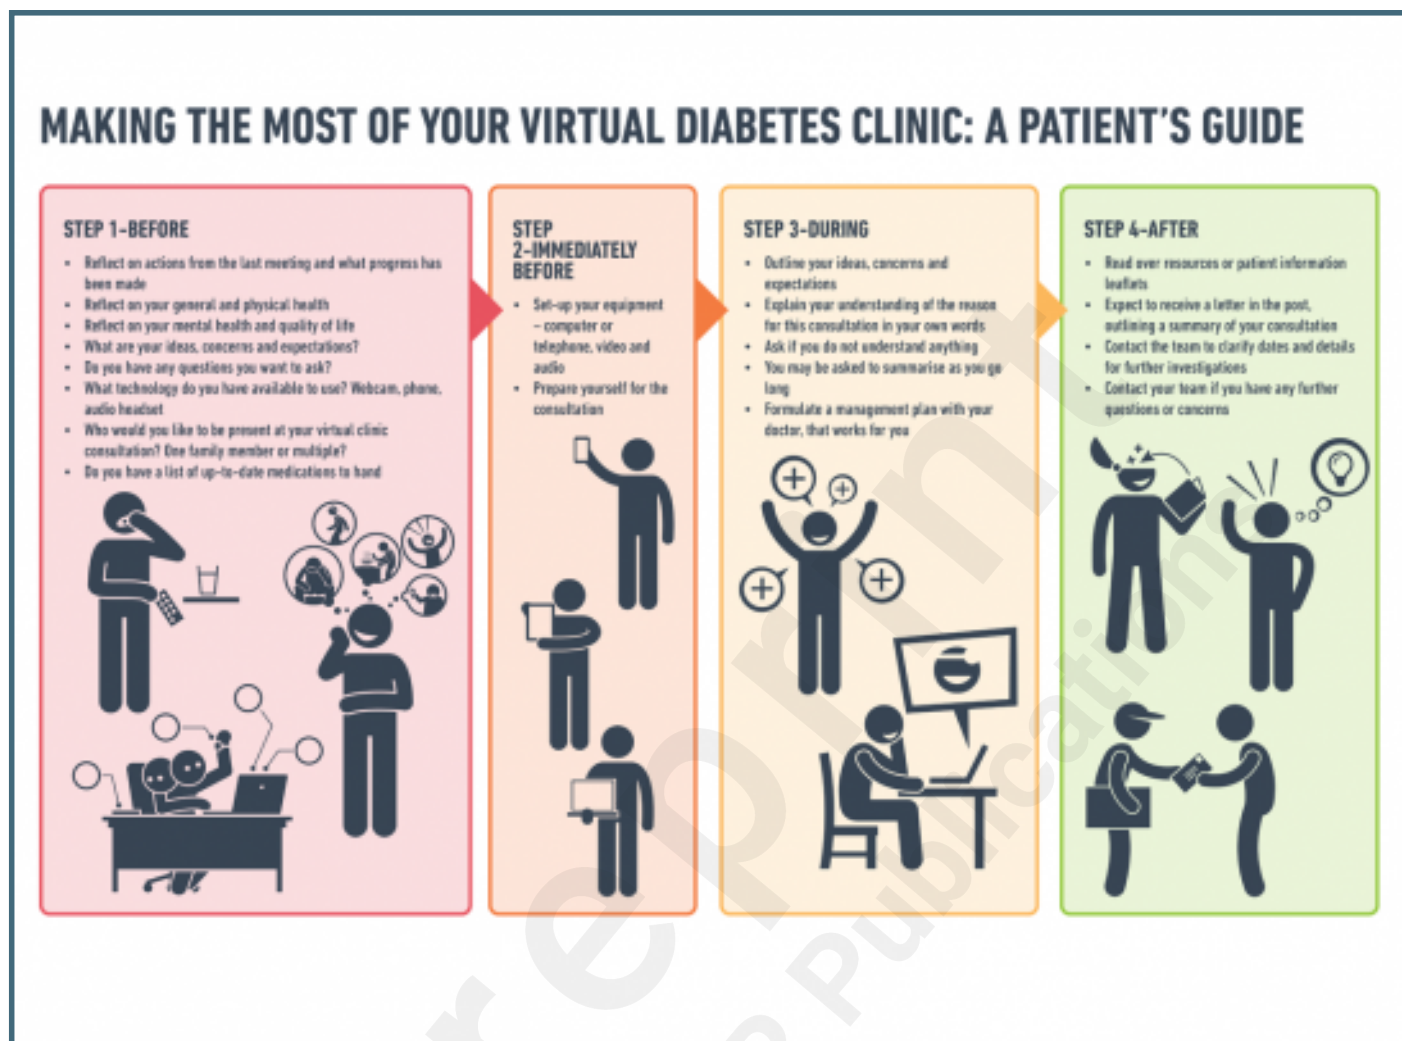 MAKING THE MOST OF YOUR VIRTUAL DIABETES CLINIC: A PATIENT'S GUIDE
STEP 1-BEFORE
• Reflect on actions from the last meeting and what progress has
been made
• Reflect on your general and physical health
• Reflect on your mental health and quality of life
• What are your ideas, concerns and expectations?
• Do you have any questions you want to ask?
• What technology do you have available to use? Webcam, phone,
audio headset
• Who would you like to be present at your virtual clinic
consultation? One family member or multiple?
• Do you have a list of up-to-date medications to hand
STEP
2-IMMEDIATELY
BEFORE
• Set-up your equipment
– computer or
telephone, video and
audio
• Prepare yourself for the
consultation
STEP 3-DURING
• Outline your ideas, concerns and
expectations
• Explain your understanding of the reason
for this consultation in your own words
• Ask if you do not understand anything
• You may be asked to summarise as you go
long
• Formulate a management plan with your
doctor, that works for you
STEP 4-AFTER
• Read over resources or patient information
leaflets
• Expect to receive a letter in the post,
outlining a summary of your consultation
• Contact the team to clarify dates and details
for further investigations
• Contact your team if you have any further
questions or concerns
reprint
R Publications